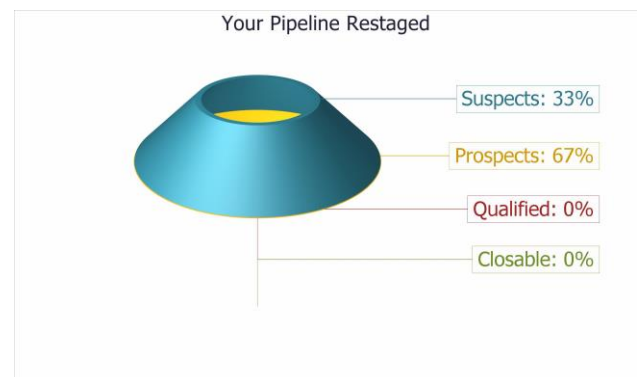 Your Pipeline Restaged
Suspects: 33%
Prospects: 67%
Qualified: 0%
Closable: 0%